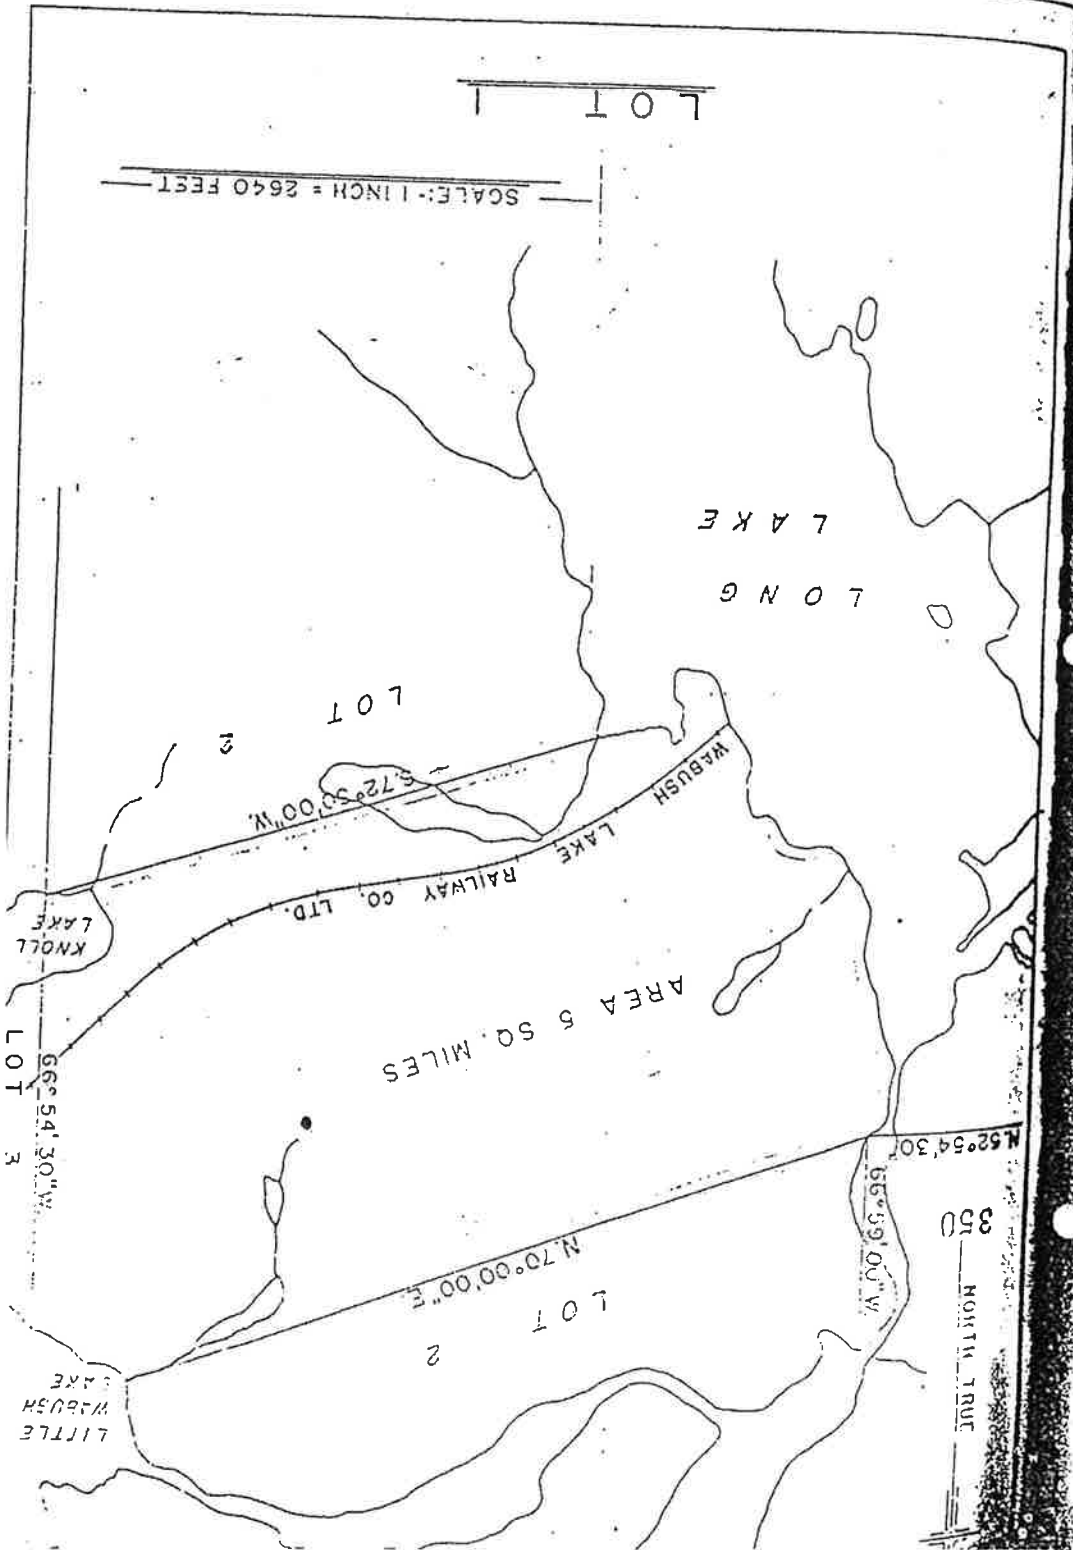 LITTLE
WABUSH
LAKE
NORTH TRUE
350
LOT
2
N.70°00'00"E.
66°59'00"W.
N.52°54'30"
66°54'30"W.
LOT 3
AREA 5 SQ. MILES
KNOLL
LAKE
WABUSH LAKE RAILWAY CO. LTD.
S.72°50'00"W.
LOT
2
LONG
LAKE
SCALE:- 1 INCH = 2640 FEET
LOT 1